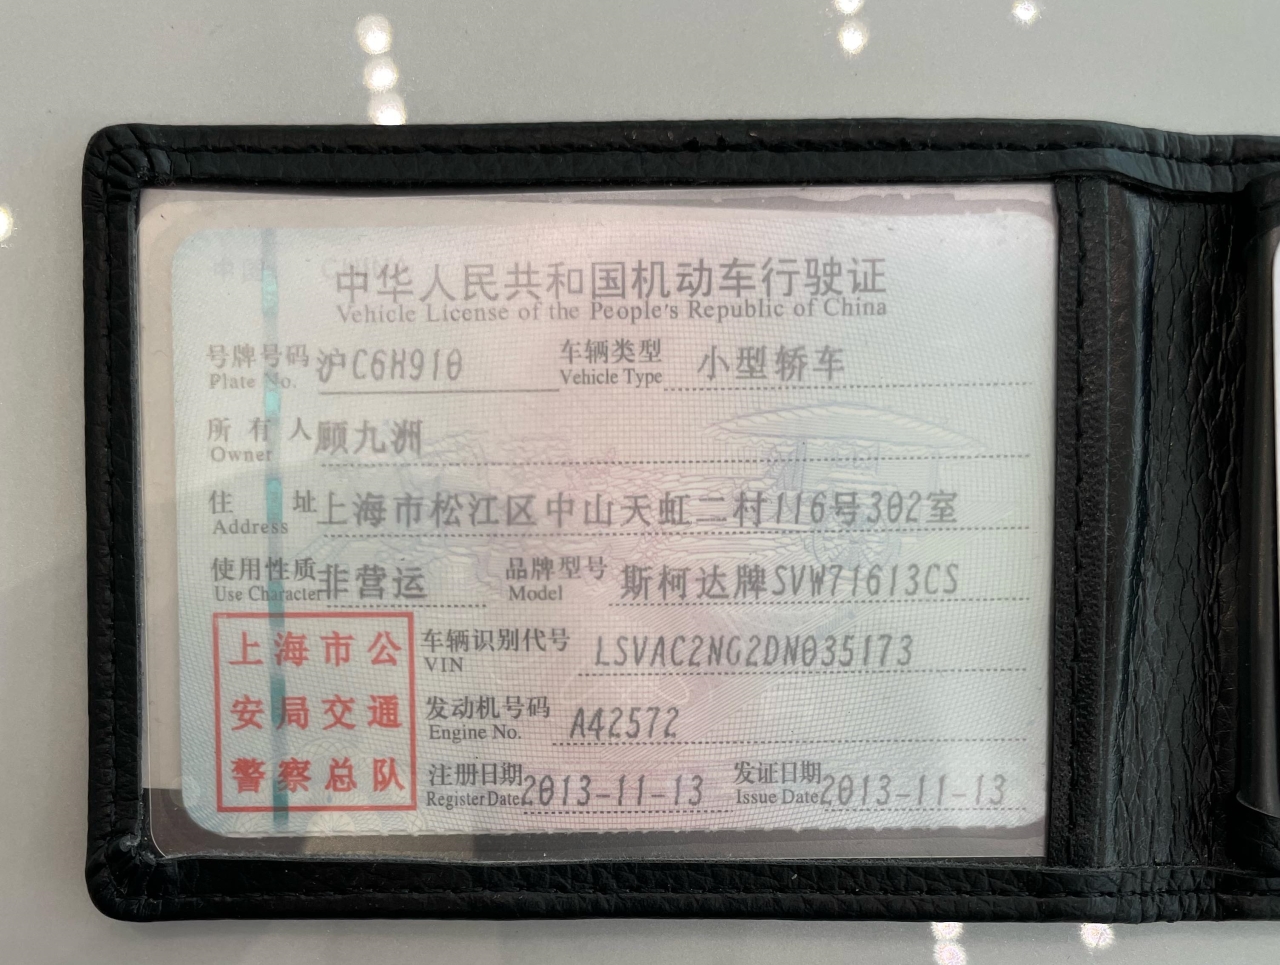 中国 CHINA
中华人民共和国机动车行驶证
Vehicle License of the People's Republic of China
号牌号码 沪C6H910 车辆类型 小型轿车
Plate No. Vehicle Type
所有人 顾九洲
Owner
住址 上海市松江区中山天虹二村116号302室
Address
使用性质 非营运 品牌型号 斯柯达牌SVW71613CS
Use Character Model
上海市公
安局交通
警察总队
车辆识别代号 LSVAC2NG2DN035173
VIN
发动机号码 A42572
Engine No.
注册日期 2013-11-13 发证日期 2013-11-13
Register Date Issue Date